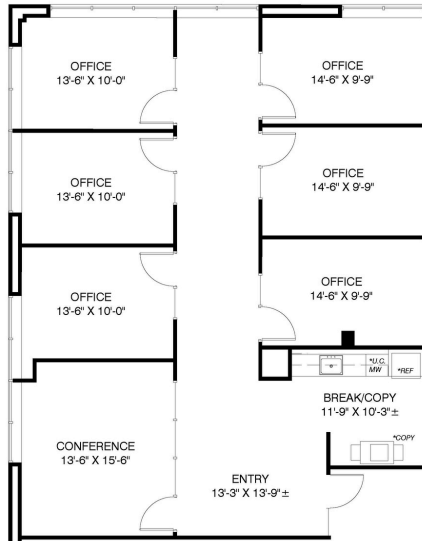 OFFICE
13'-6" X 10'-0"
OFFICE
14'-6" X 9'-9"
OFFICE
13'-6" X 10'-0"
OFFICE
14'-6" X 9'-9"
OFFICE
13'-6" X 10'-0"
OFFICE
14'-6" X 9'-9"
*U.C.
MW
*REF
BREAK/COPY
11'-9" X 10'-3"±
*COPY
CONFERENCE
13'-6" X 15'-6"
ENTRY
13'-3" X 13'-9"±